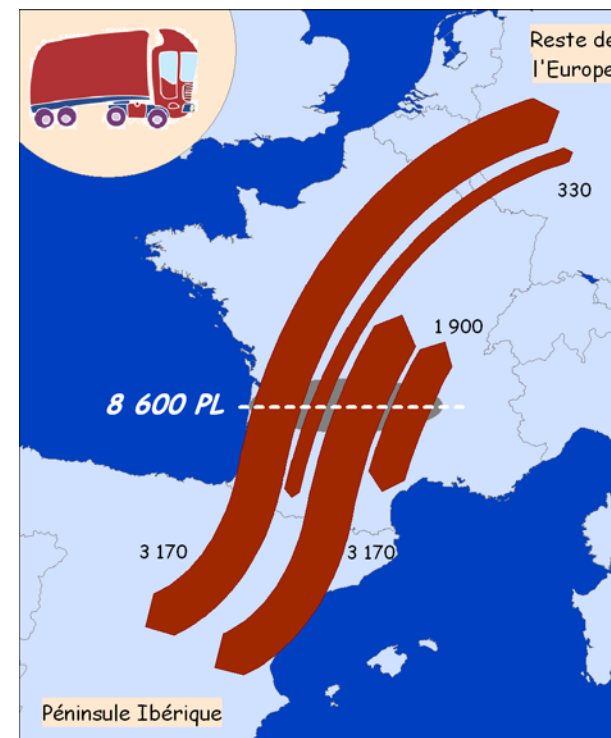 Reste de
l'Europe
330
1 900
8 600 PL
3 170
3 170
Péninsule Ibérique